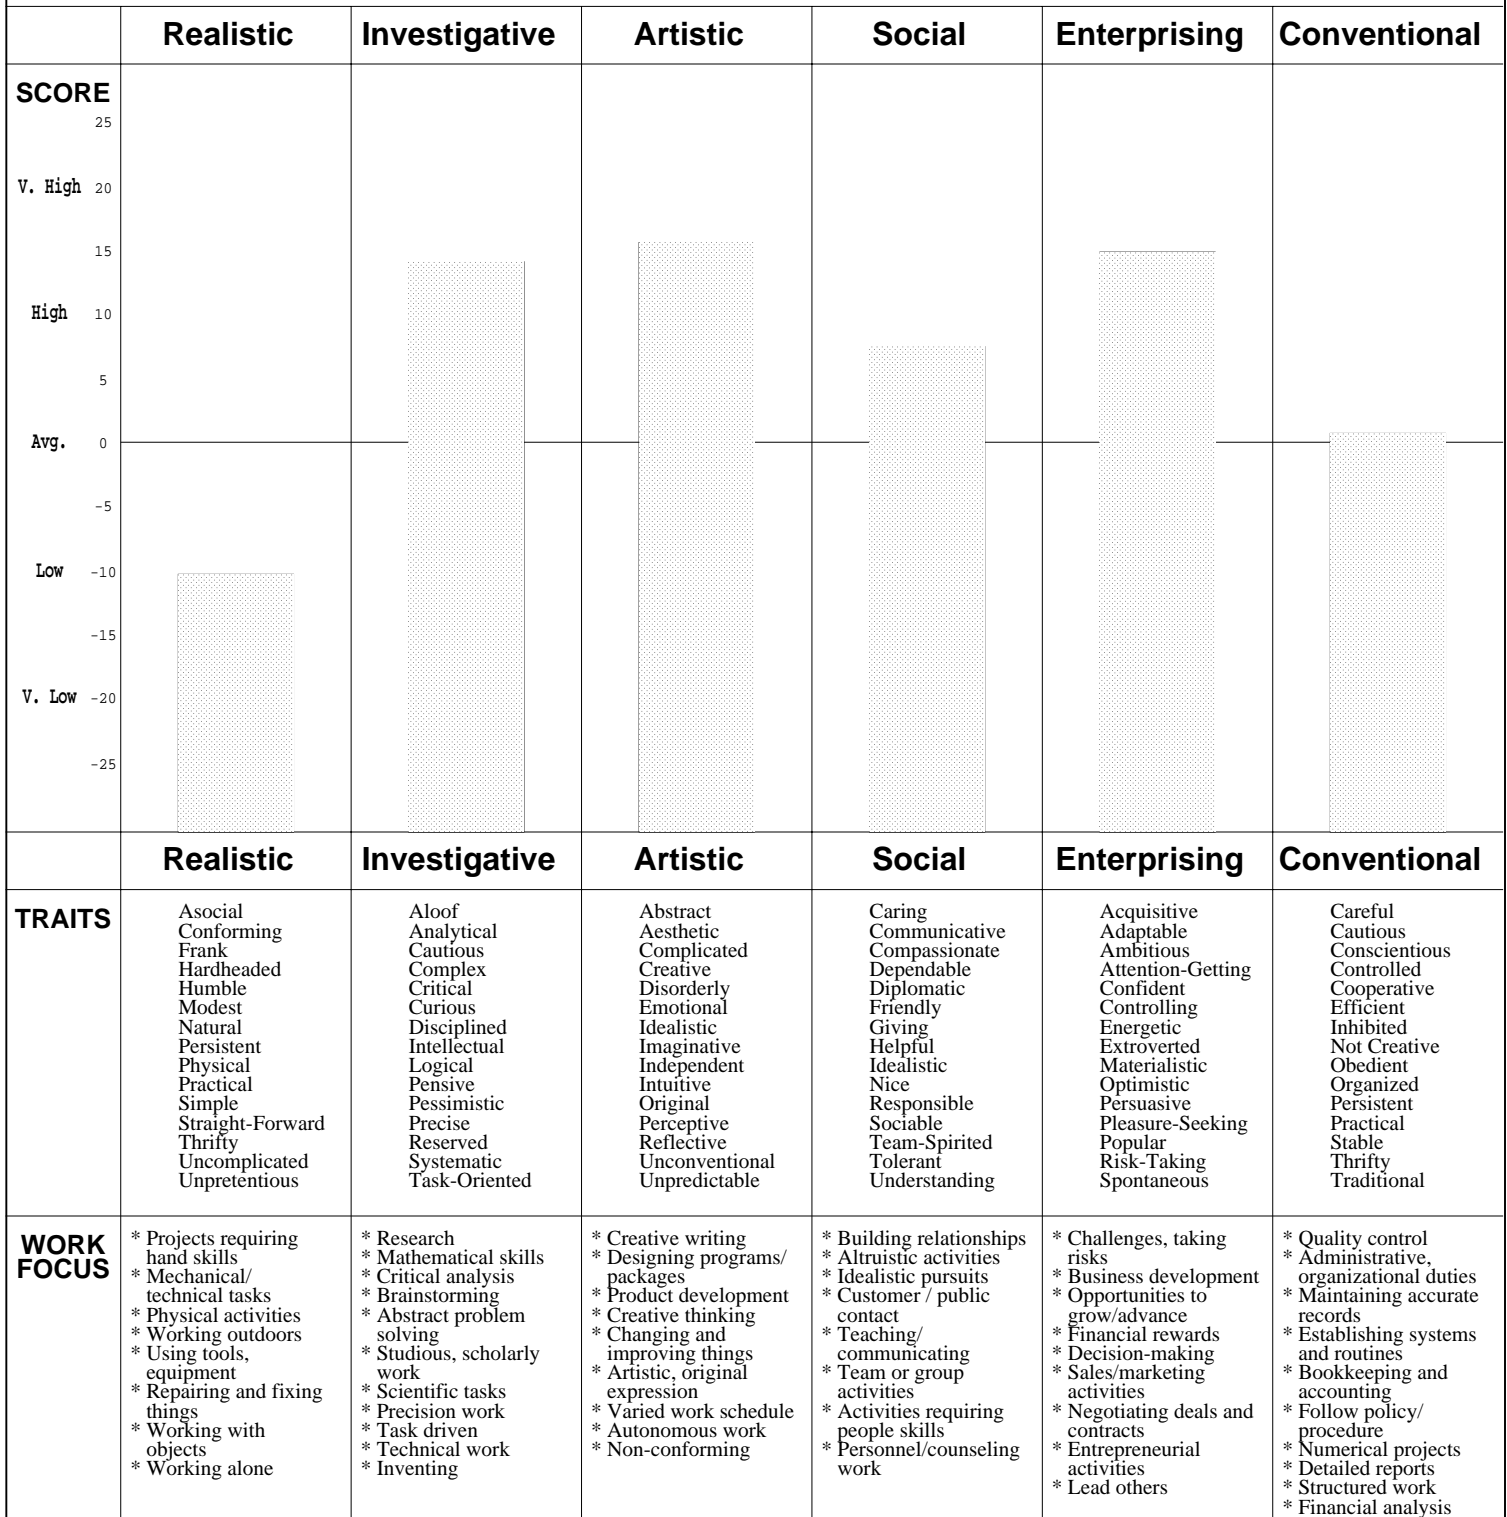 Realistic Investigative Artistic Social Enterprising Conventional
SCORE
25
V. High 20
15
High 10
5
Avg. 0
-5
Low -10
-15
V. Low -20
-25
Realistic Investigative Artistic Social Enterprising Conventional
TRAITS
Asocial
Conforming
Frank
Hardheaded
Humble
Modest
Natural
Persistent
Physical
Practical
Simple
Straight-Forward
Thrifty
Uncomplicated
Unpretentious
Aloof
Analytical
Cautious
Complex
Critical
Curious
Disciplined
Intellectual
Logical
Pensive
Pessimistic
Precise
Reserved
Systematic
Task-Oriented
Abstract
Aesthetic
Complicated
Creative
Disorderly
Emotional
Idealistic
Imaginative
Independent
Intuitive
Original
Perceptive
Reflective
Unconventional
Unpredictable
Caring
Communicative
Compassionate
Dependable
Diplomatic
Friendly
Giving
Helpful
Idealistic
Nice
Responsible
Sociable
Team-Spirited
Tolerant
Understanding
Acquisitive
Adaptable
Ambitious
Attention-Getting
Confident
Controlling
Energetic
Extroverted
Materialistic
Optimistic
Persuasive
Pleasure-Seeking
Popular
Risk-Taking
Spontaneous
Careful
Cautious
Conscientious
Controlled
Cooperative
Efficient
Inhibited
Not Creative
Obedient
Organized
Persistent
Practical
Stable
Thrifty
Traditional
WORK
FOCUS
* Projects requiring
hand skills
* Mechanical/
technical tasks
* Physical activities
* Working outdoors
* Using tools,
equipment
* Repairing and fixing
things
* Working with
objects
* Working alone
* Research
* Mathematical skills
* Critical analysis
* Brainstorming
* Abstract problem
solving
* Studious, scholarly
work
* Scientific tasks
* Precision work
* Task driven
* Technical work
* Inventing
* Creative writing
* Designing programs/
packages
* Product development
* Creative thinking
* Changing and
improving things
* Artistic, original
expression
* Varied work schedule
* Autonomous work
* Non-conforming
* Building relationships
* Altruistic activities
* Idealistic pursuits
* Customer / public
contact
* Teaching/
communicating
* Team or group
activities
* Activities requiring
people skills
* Personnel/counseling
work
* Challenges, taking
risks
* Business development
* Opportunities to
grow/advance
* Financial rewards
* Decision-making
* Sales/marketing
activities
* Negotiating deals and
contracts
* Entrepreneurial
activities
* Lead others
* Quality control
* Administrative,
organizational duties
* Maintaining accurate
records
* Establishing systems
and routines
* Bookkeeping and
accounting
* Follow policy/
procedure
* Numerical projects
* Detailed reports
* Structured work
* Financial analysis